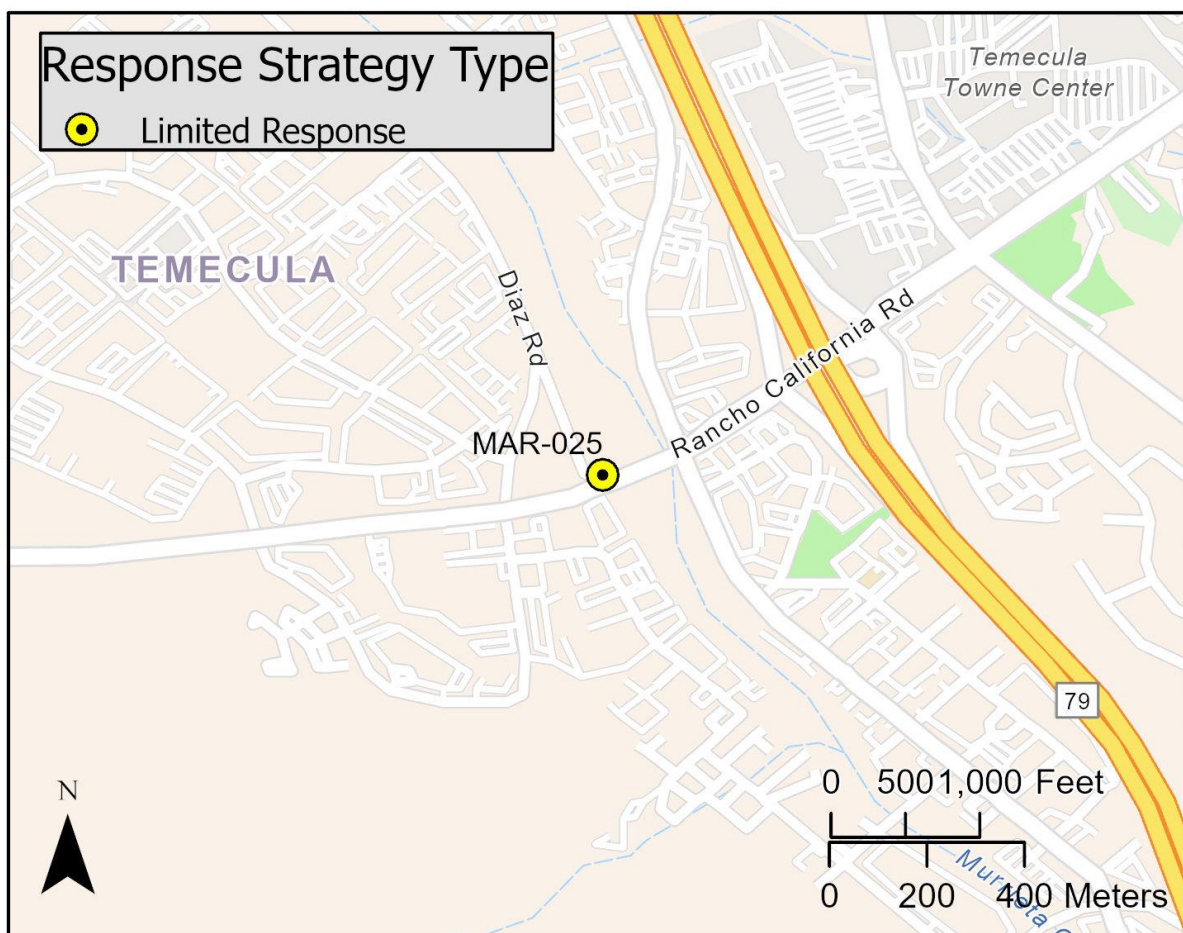 Response Strategy Type
Limited Response
Temecula
Towne Center
TEMECULA
Diaz Rd
Rancho California Rd
MAR-025
79
N
0 500 1,000 Feet
0 200 400 Meters
Murrieta